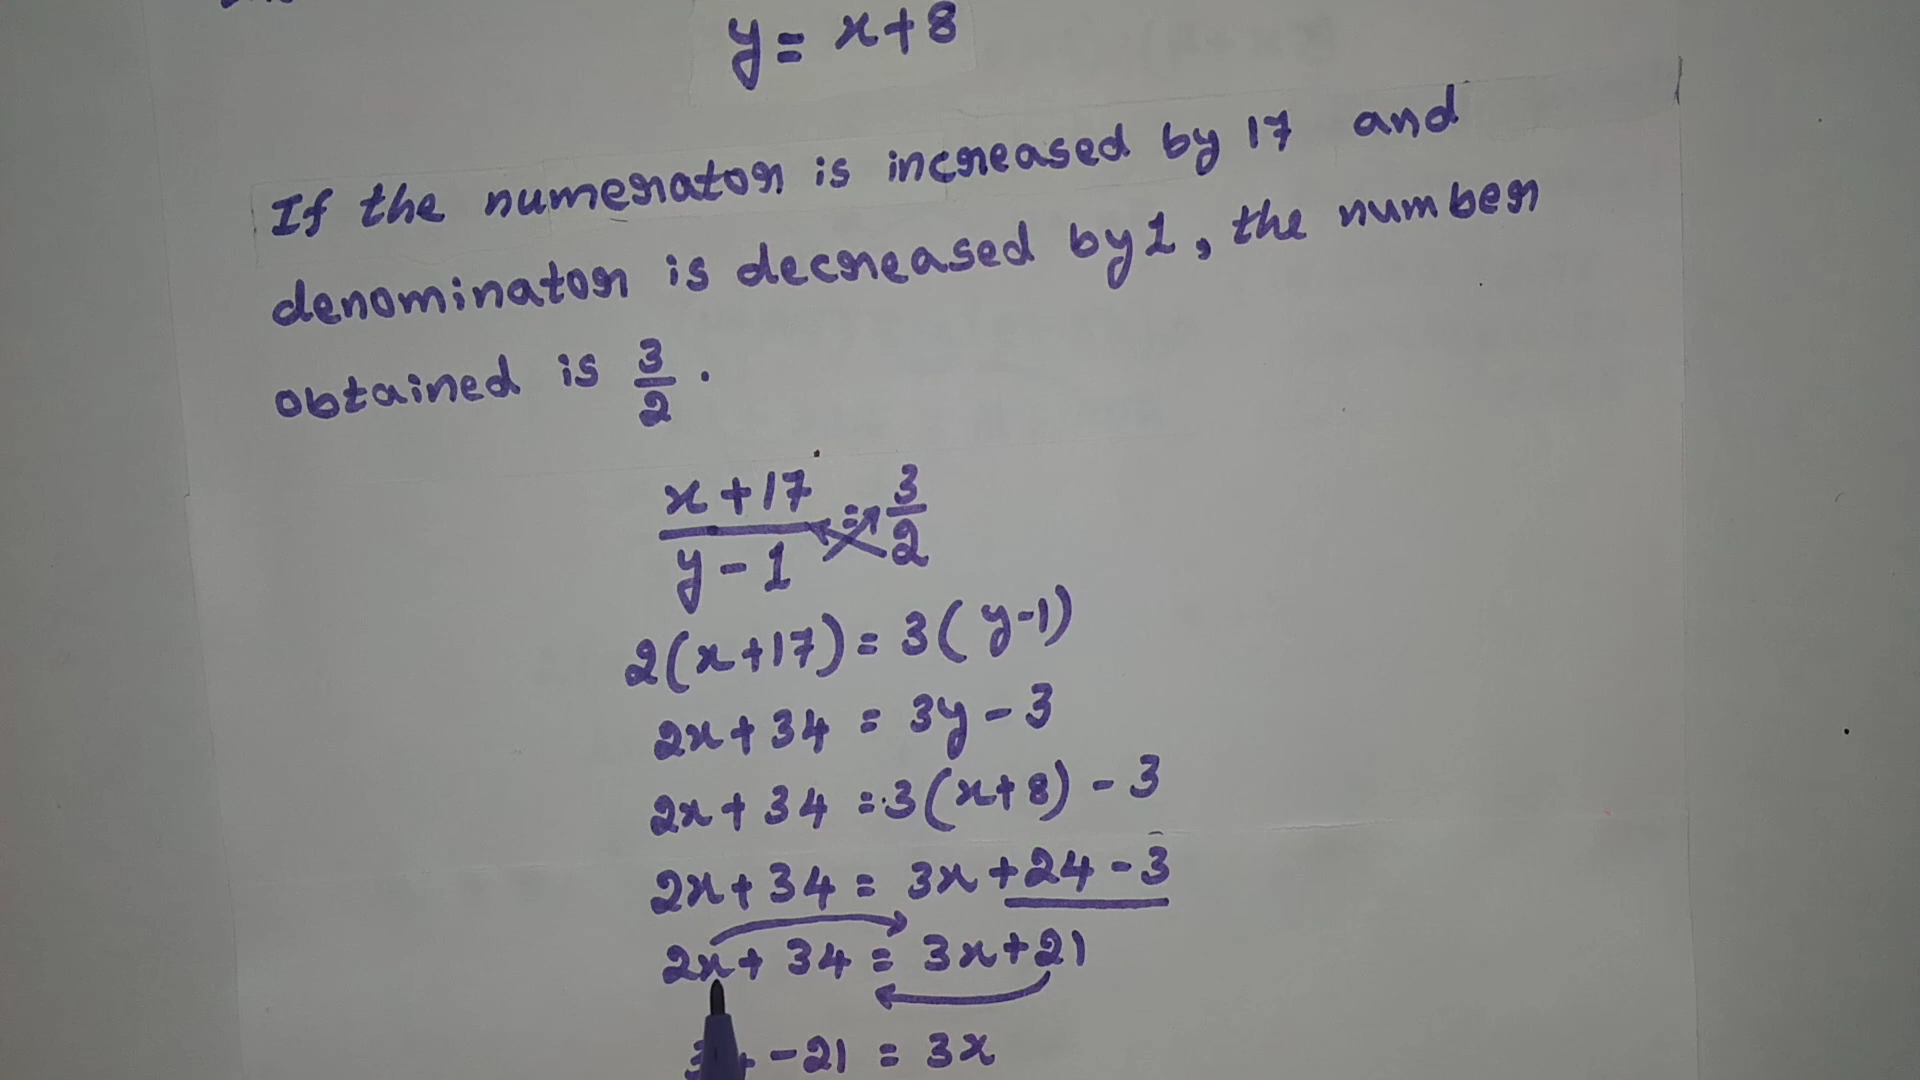 y = x+8
If the numerator is increased by 17 and
denominator is decreased by 1, the number
obtained is 3/2.
(x+17)/(y-1) = 3/2
2(x+17) = 3(y-1)
2x+34 = 3y-3
2x+34 = 3(x+8)-3
2x+34 = 3x+24-3
2x+34 = 3x+21
-21 = 3x